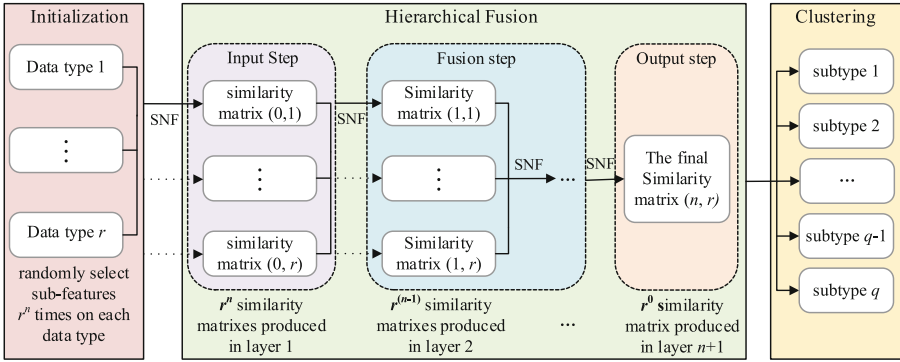 Initialization
Data type 1
⋮
Data type r
randomly select
sub-features
rⁿ times on each
data type
SNF
Hierarchical Fusion
Input Step
similarity
matrix (0,1)
⋮
similarity
matrix (0, r)
rⁿ similarity
matrixes produced
in layer 1
SNF
Fusion step
Similarity
matrix (1,1)
⋮
Similarity
matrix (1, r)
SNF
...
r⁽ⁿ⁻¹⁾ similarity
matrixes produced
in layer 2
...
SNF
Output step
The final
Similarity
matrix (n, r)
r⁰ similarity
matrix produced
in layer n+1
Clustering
subtype 1
subtype 2
...
subtype q-1
subtype q